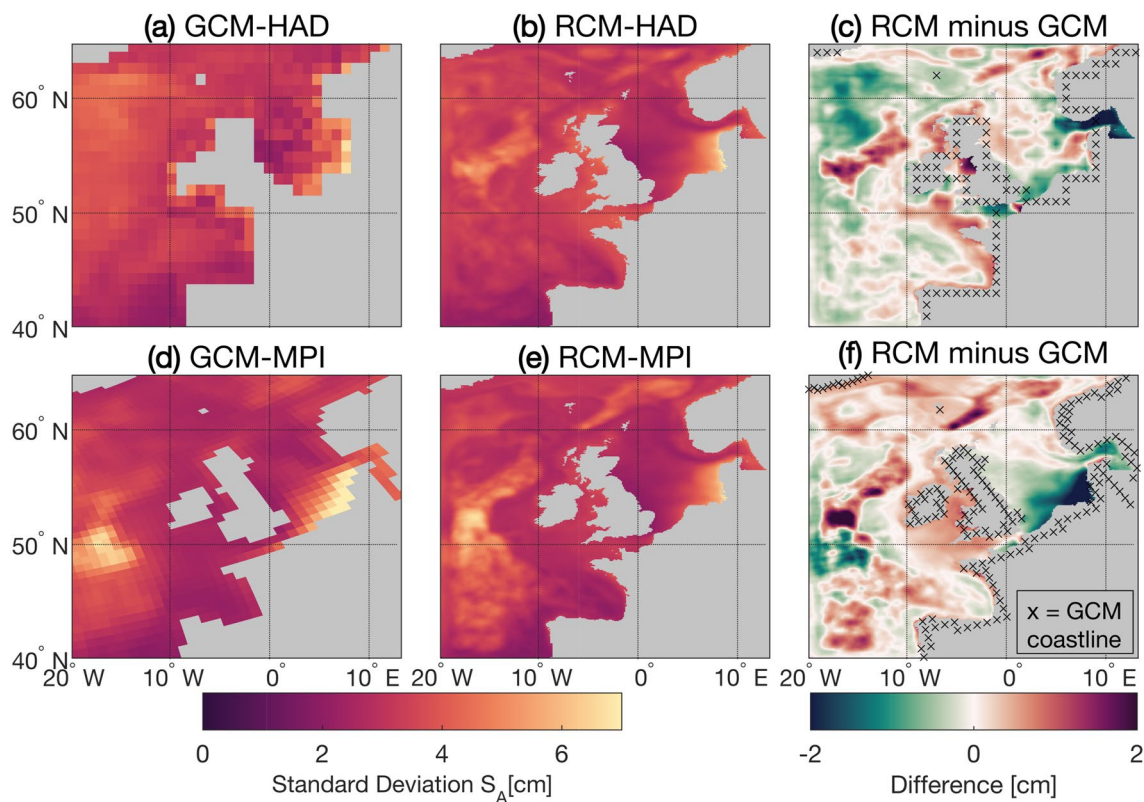 (a) GCM-HAD
(b) RCM-HAD
(c) RCM minus GCM
60° N
50° N
40° N
(d) GCM-MPI
(e) RCM-MPI
(f) RCM minus GCM
60° N
50° N
40° N
x = GCM
coastline
20° W 10° W 0° 10° E
20° W 10° W 0° 10° E
20° W 10° W 0° 10° E
0 2 4 6
Standard Deviation S_A[cm]
-2 0 2
Difference [cm]